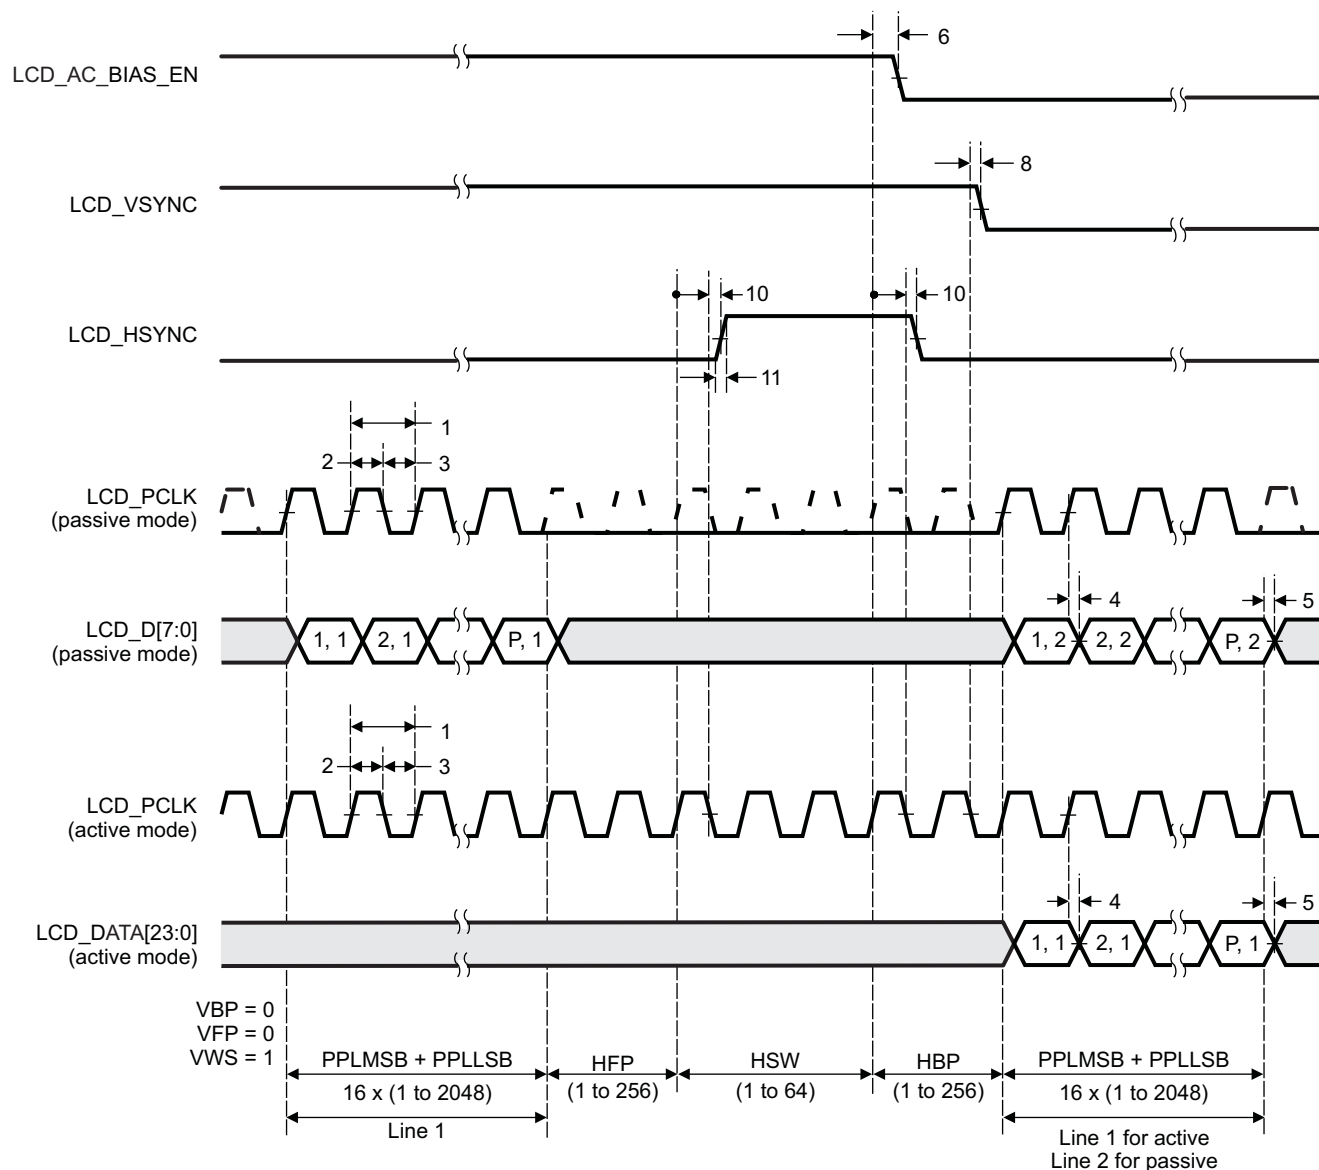 6
LCD_AC_BIAS_EN
8
LCD_VSYNC
10
10
LCD_HSYNC
11
1
2
3
LCD_PCLK
(passive mode)
4
5
LCD_D[7:0]
(passive mode)
1, 1
2, 1
P, 1
1, 2
2, 2
P, 2
1
2
3
LCD_PCLK
(active mode)
4
5
LCD_DATA[23:0]
(active mode)
1, 1
2, 1
P, 1
VBP = 0
VFP = 0
VWS = 1
PPLMSB + PPLLSB
16 x (1 to 2048)
Line 1
HFP
(1 to 256)
HSW
(1 to 64)
HBP
(1 to 256)
PPLMSB + PPLLSB
16 x (1 to 2048)
Line 1 for active
Line 2 for passive